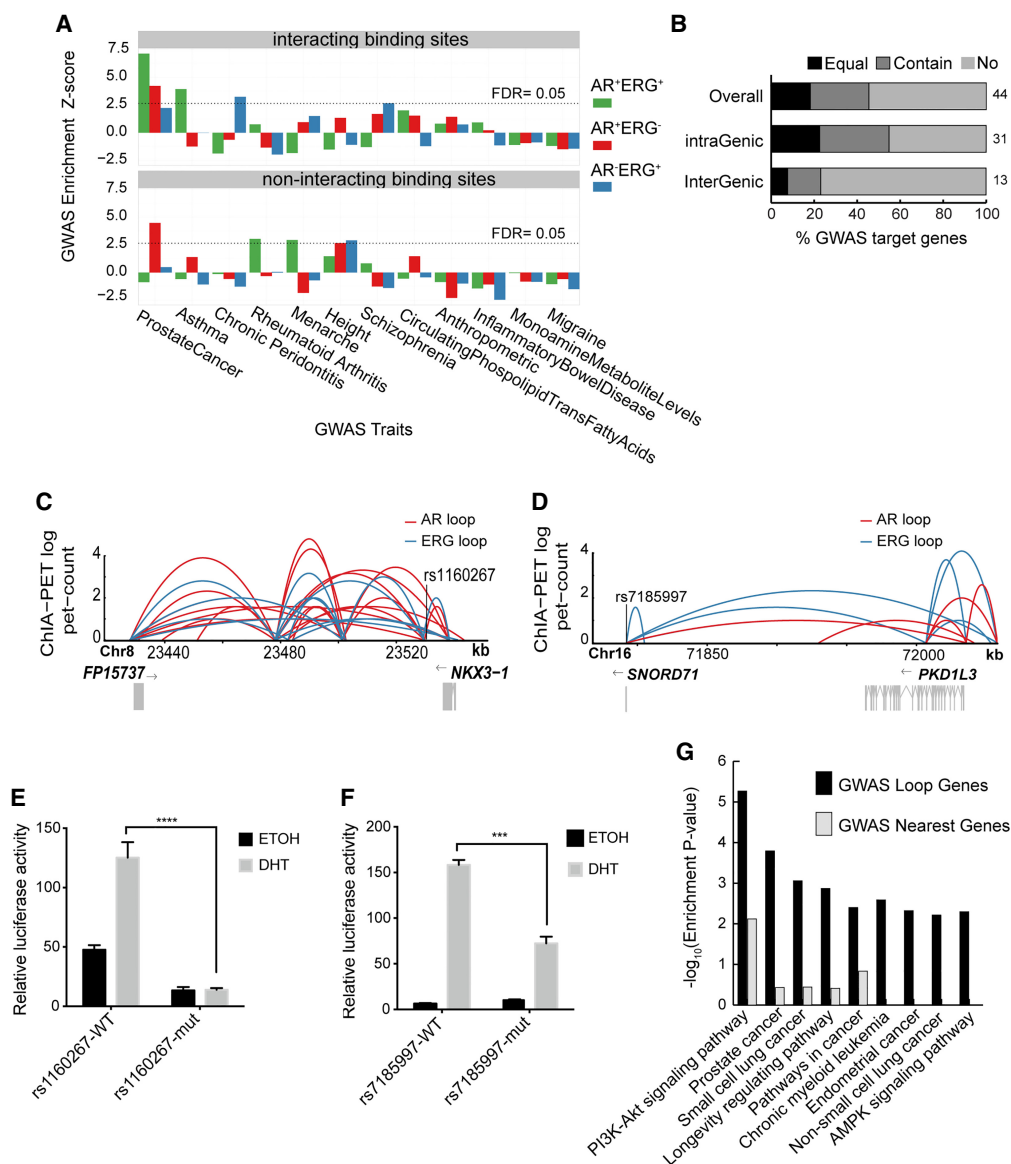 A
interacting binding sites
7.5
5.0
2.5
0.0
−2.5
FDR= 0.05
non-interacting binding sites
7.5
5.0
2.5
0.0
−2.5
FDR= 0.05
GWAS Enrichment Z-score
AR⁺ERG⁺
AR⁺ERG⁻
AR⁻ERG⁺
ProstateCancer
Asthma
Chronic Peridontitis
Rheumatoid Arthritis
Menarche
Height
Schizophrenia
CirculatingPhospolipidTransFattyAcids
Anthropometric
InflammatoryBowelDisease
MonoamineMetaboliteLevels
Migraine
GWAS Traits
B
Equal Contain No
Overall 44
intraGenic 31
InterGenic 13
0 20 40 60 80 100
% GWAS target genes
C
ChIA−PET log
pet−count
AR loop
ERG loop
rs1160267
4
2
0
Chr8 23440 23480 23520 kb
FP15737→
← NKX3−1
D
ChIA−PET log
pet−count
AR loop
ERG loop
rs7185997
4
2
0
Chr16 71850 72000 kb
← SNORD71
← PKD1L3
E
Relative luciferase activity
150
100
50
0
****
ETOH
DHT
rs1160267-WT
rs1160267-mut
F
Relative luciferase activity
200
150
100
50
0
***
ETOH
DHT
rs7185997-WT
rs7185997-mut
G
-log₁₀(Enrichment P-value)
6
5
4
3
2
1
0
GWAS Loop Genes
GWAS Nearest Genes
PI3K-Akt signaling pathway
Prostate cancer
Small cell lung cancer
Longevity regulating pathway
Pathways in cancer
Chronic myeloid leukemia
Endometrial cancer
Non-small cell lung cancer
AMPK signaling pathway